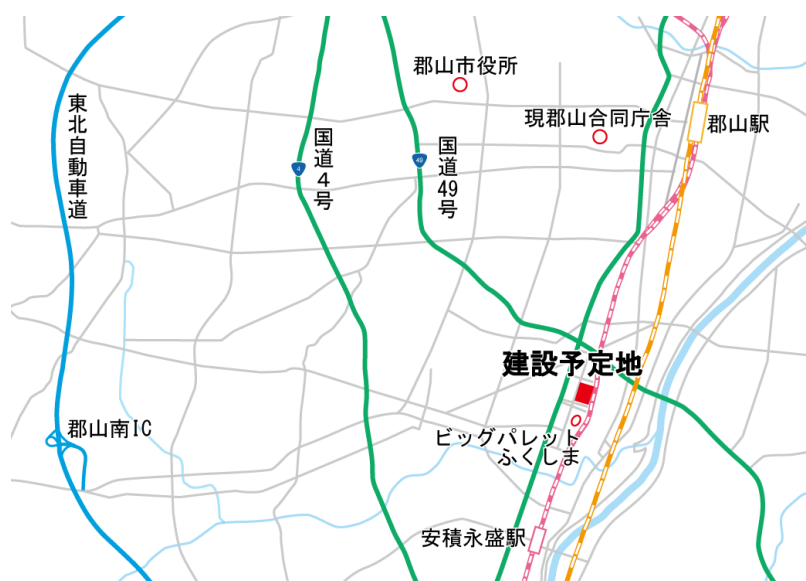 郡山市役所
現郡山合同庁舎
郡山駅
東北自動車道
国道4号
4
国道49号
49
建設予定地
郡山南IC
ビッグパレット
ふくしま
安積永盛駅